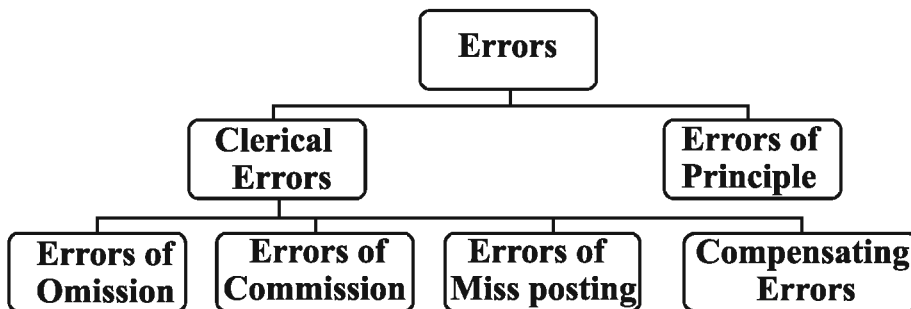 Errors
Clerical
Errors
Errors of
Principle
Errors of
Omission
Errors of
Commission
Errors of
Miss posting
Compensating
Errors